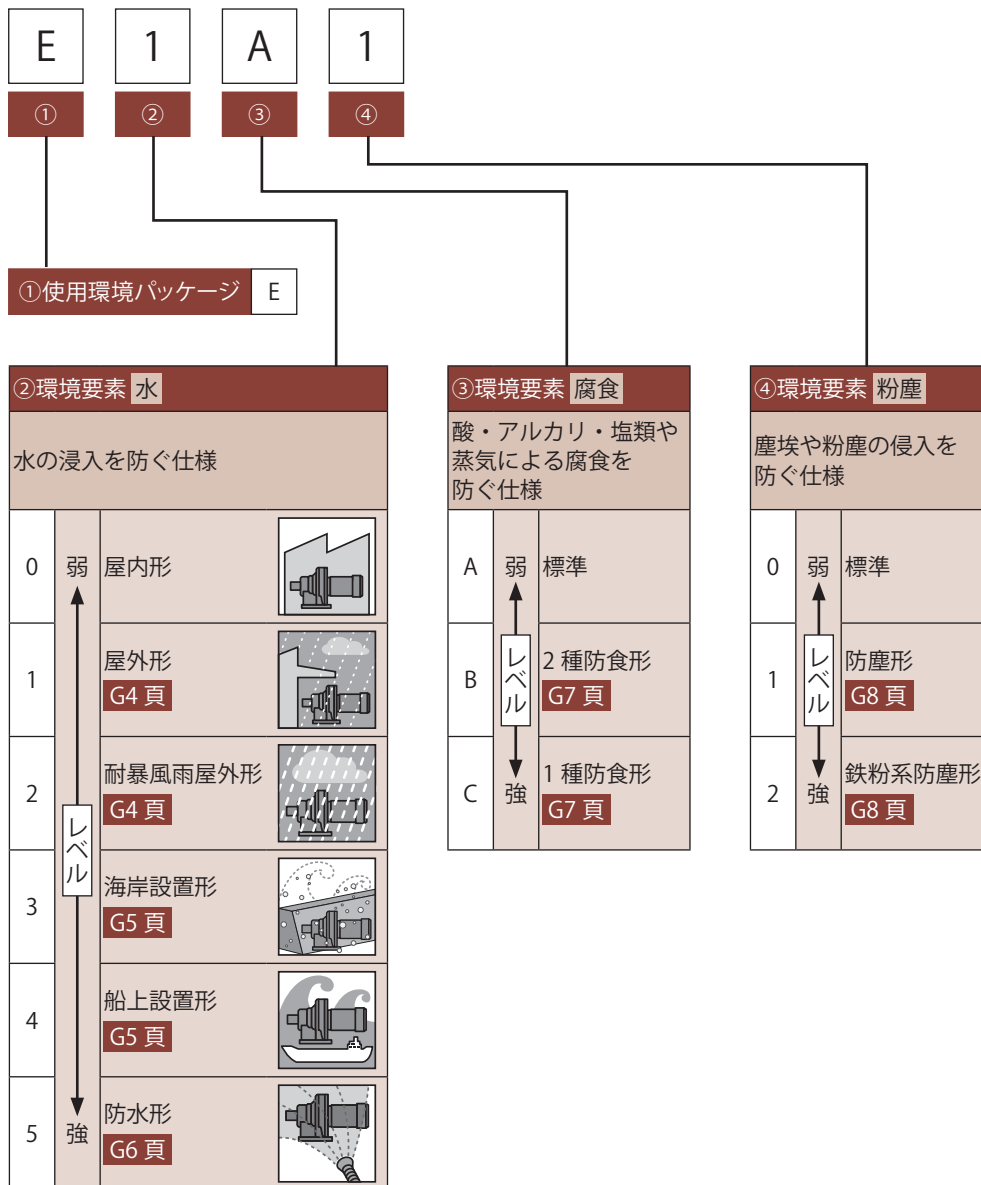 E 1 A 1
① ② ③ ④
①使用環境パッケージ E
②環境要素 水
水の浸入を防ぐ仕様
0 弱 屋内形
1 屋外形
G4 頁
2 耐暴風雨屋外形
G4 頁
レベル
3 海岸設置形
G5 頁
4 船上設置形
G5 頁
5 強 防水形
G6 頁
③環境要素 腐食
酸・アルカリ・塩類や
蒸気による腐食を
防ぐ仕様
A 弱 標準
レベル
B 2 種防食形
G7 頁
C 強 1 種防食形
G7 頁
④環境要素 粉塵
塵埃や粉塵の侵入を
防ぐ仕様
0 弱 標準
レベル
1 防塵形
G8 頁
2 強 鉄粉系防塵形
G8 頁